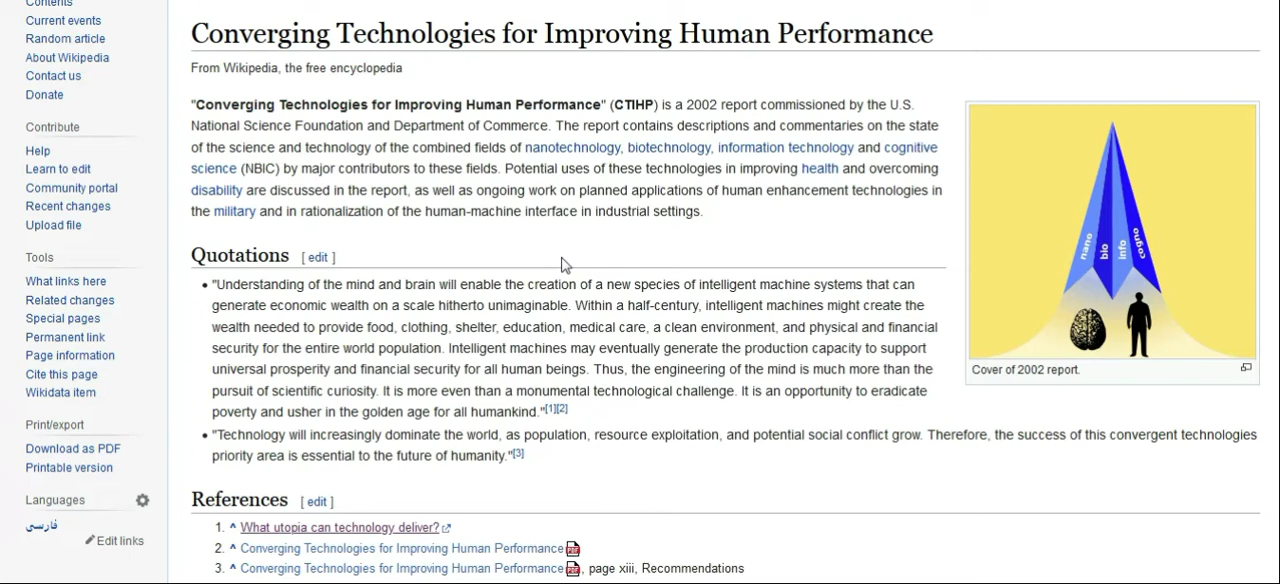 Contents
Current events
Random article
About Wikipedia
Contact us
Donate
Contribute
Help
Learn to edit
Community portal
Recent changes
Upload file
Tools
What links here
Related changes
Special pages
Permanent link
Page information
Cite this page
Wikidata item
Print/export
Download as PDF
Printable version
Languages
فارسی
Edit links
Converging Technologies for Improving Human Performance
From Wikipedia, the free encyclopedia
"Converging Technologies for Improving Human Performance" (CTIHP) is a 2002 report commissioned by the U.S.
National Science Foundation and Department of Commerce. The report contains descriptions and commentaries on the state
of the science and technology of the combined fields of nanotechnology, biotechnology, information technology and cognitive
science (NBIC) by major contributors to these fields. Potential uses of these technologies in improving health and overcoming
disability are discussed in the report, as well as ongoing work on planned applications of human enhancement technologies in
the military and in rationalization of the human-machine interface in industrial settings.
nano
bio
info
cogno
Cover of 2002 report.
Quotations [ edit ]
• "Understanding of the mind and brain will enable the creation of a new species of intelligent machine systems that can
generate economic wealth on a scale hitherto unimaginable. Within a half-century, intelligent machines might create the
wealth needed to provide food, clothing, shelter, education, medical care, a clean environment, and physical and financial
security for the entire world population. Intelligent machines may eventually generate the production capacity to support
universal prosperity and financial security for all human beings. Thus, the engineering of the mind is much more than the
pursuit of scientific curiosity. It is more even than a monumental technological challenge. It is an opportunity to eradicate
poverty and usher in the golden age for all humankind."[1][2]
• "Technology will increasingly dominate the world, as population, resource exploitation, and potential social conflict grow. Therefore, the success of this convergent technologies
priority area is essential to the future of humanity."[3]
References [ edit ]
1. ^ What utopia can technology deliver?
2. ^ Converging Technologies for Improving Human Performance
3. ^ Converging Technologies for Improving Human Performance, page xiii, Recommendations